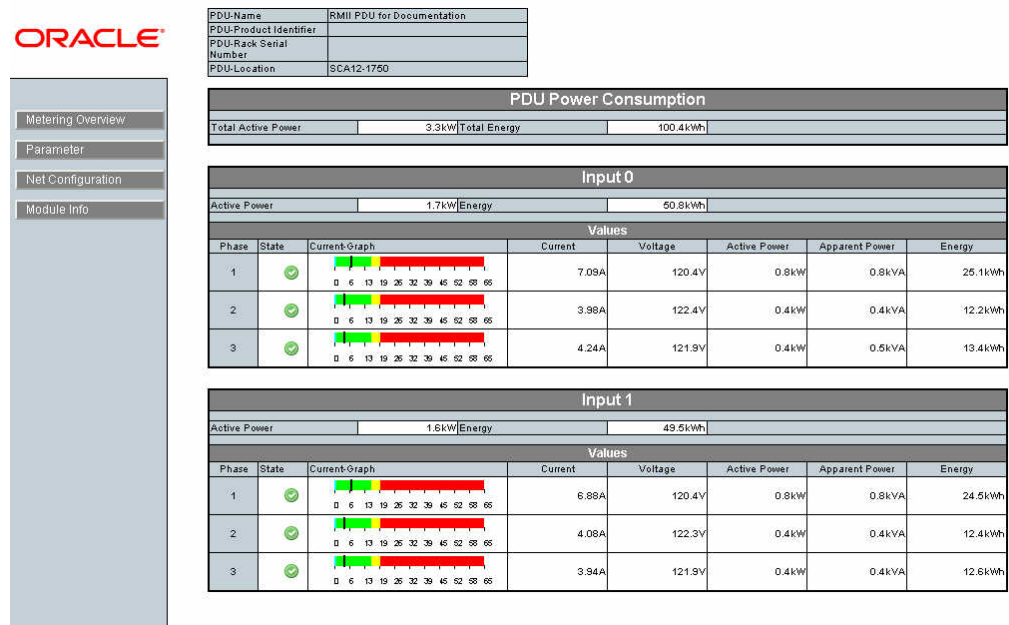 ORACLE
PDU-Name RMII PDU for Documentation
PDU-Product Identifier
PDU-Rack Serial
Number
PDU-Location SCA12-1750
Metering Overview
Parameter
Net Configuration
Module Info
PDU Power Consumption
Total Active Power 3.3kW Total Energy 100.4kWh
Input 0
Active Power 1.7kW Energy 50.8kWh
Values
Phase State Current-Graph Current Voltage Active Power Apparent Power Energy
1 7.09A 120.4V 0.8kW 0.8kVA 25.1kWh
0 6 13 19 26 32 39 45 52 58 65
2 3.98A 122.4V 0.4kW 0.4kVA 12.2kWh
0 6 13 19 26 32 39 45 52 58 65
3 4.24A 121.9V 0.4kW 0.5kVA 13.4kWh
0 6 13 19 26 32 39 45 52 58 65
Input 1
Active Power 1.6kW Energy 49.5kWh
Values
Phase State Current-Graph Current Voltage Active Power Apparent Power Energy
1 6.88A 120.4V 0.8kW 0.8kVA 24.5kWh
0 6 13 19 26 32 39 45 52 58 65
2 4.08A 122.3V 0.4kW 0.4kVA 12.4kWh
0 6 13 19 26 32 39 45 52 58 65
3 3.94A 121.9V 0.4kW 0.4kVA 12.6kWh
0 6 13 19 26 32 39 45 52 58 65